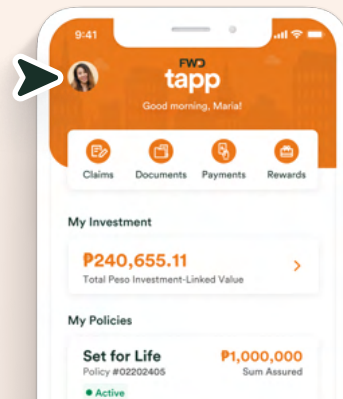 9:41
FWD
tapp
Good morning, Maria!
Claims Documents Payments Rewards
My Investment
₱240,655.11
Total Peso Investment-Linked Value
My Policies
Set for Life ₱1,000,000
Policy #02202405 Sum Assured
Active